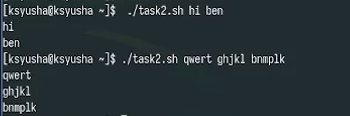 [ksyusha@ksyusha]$ ./task2.sh hi ben
hi
ben
[ksyusha@ksyusha]$ ./task2.sh qwert ghjkl bnmplk
qwert
ghjkl
bnmplk